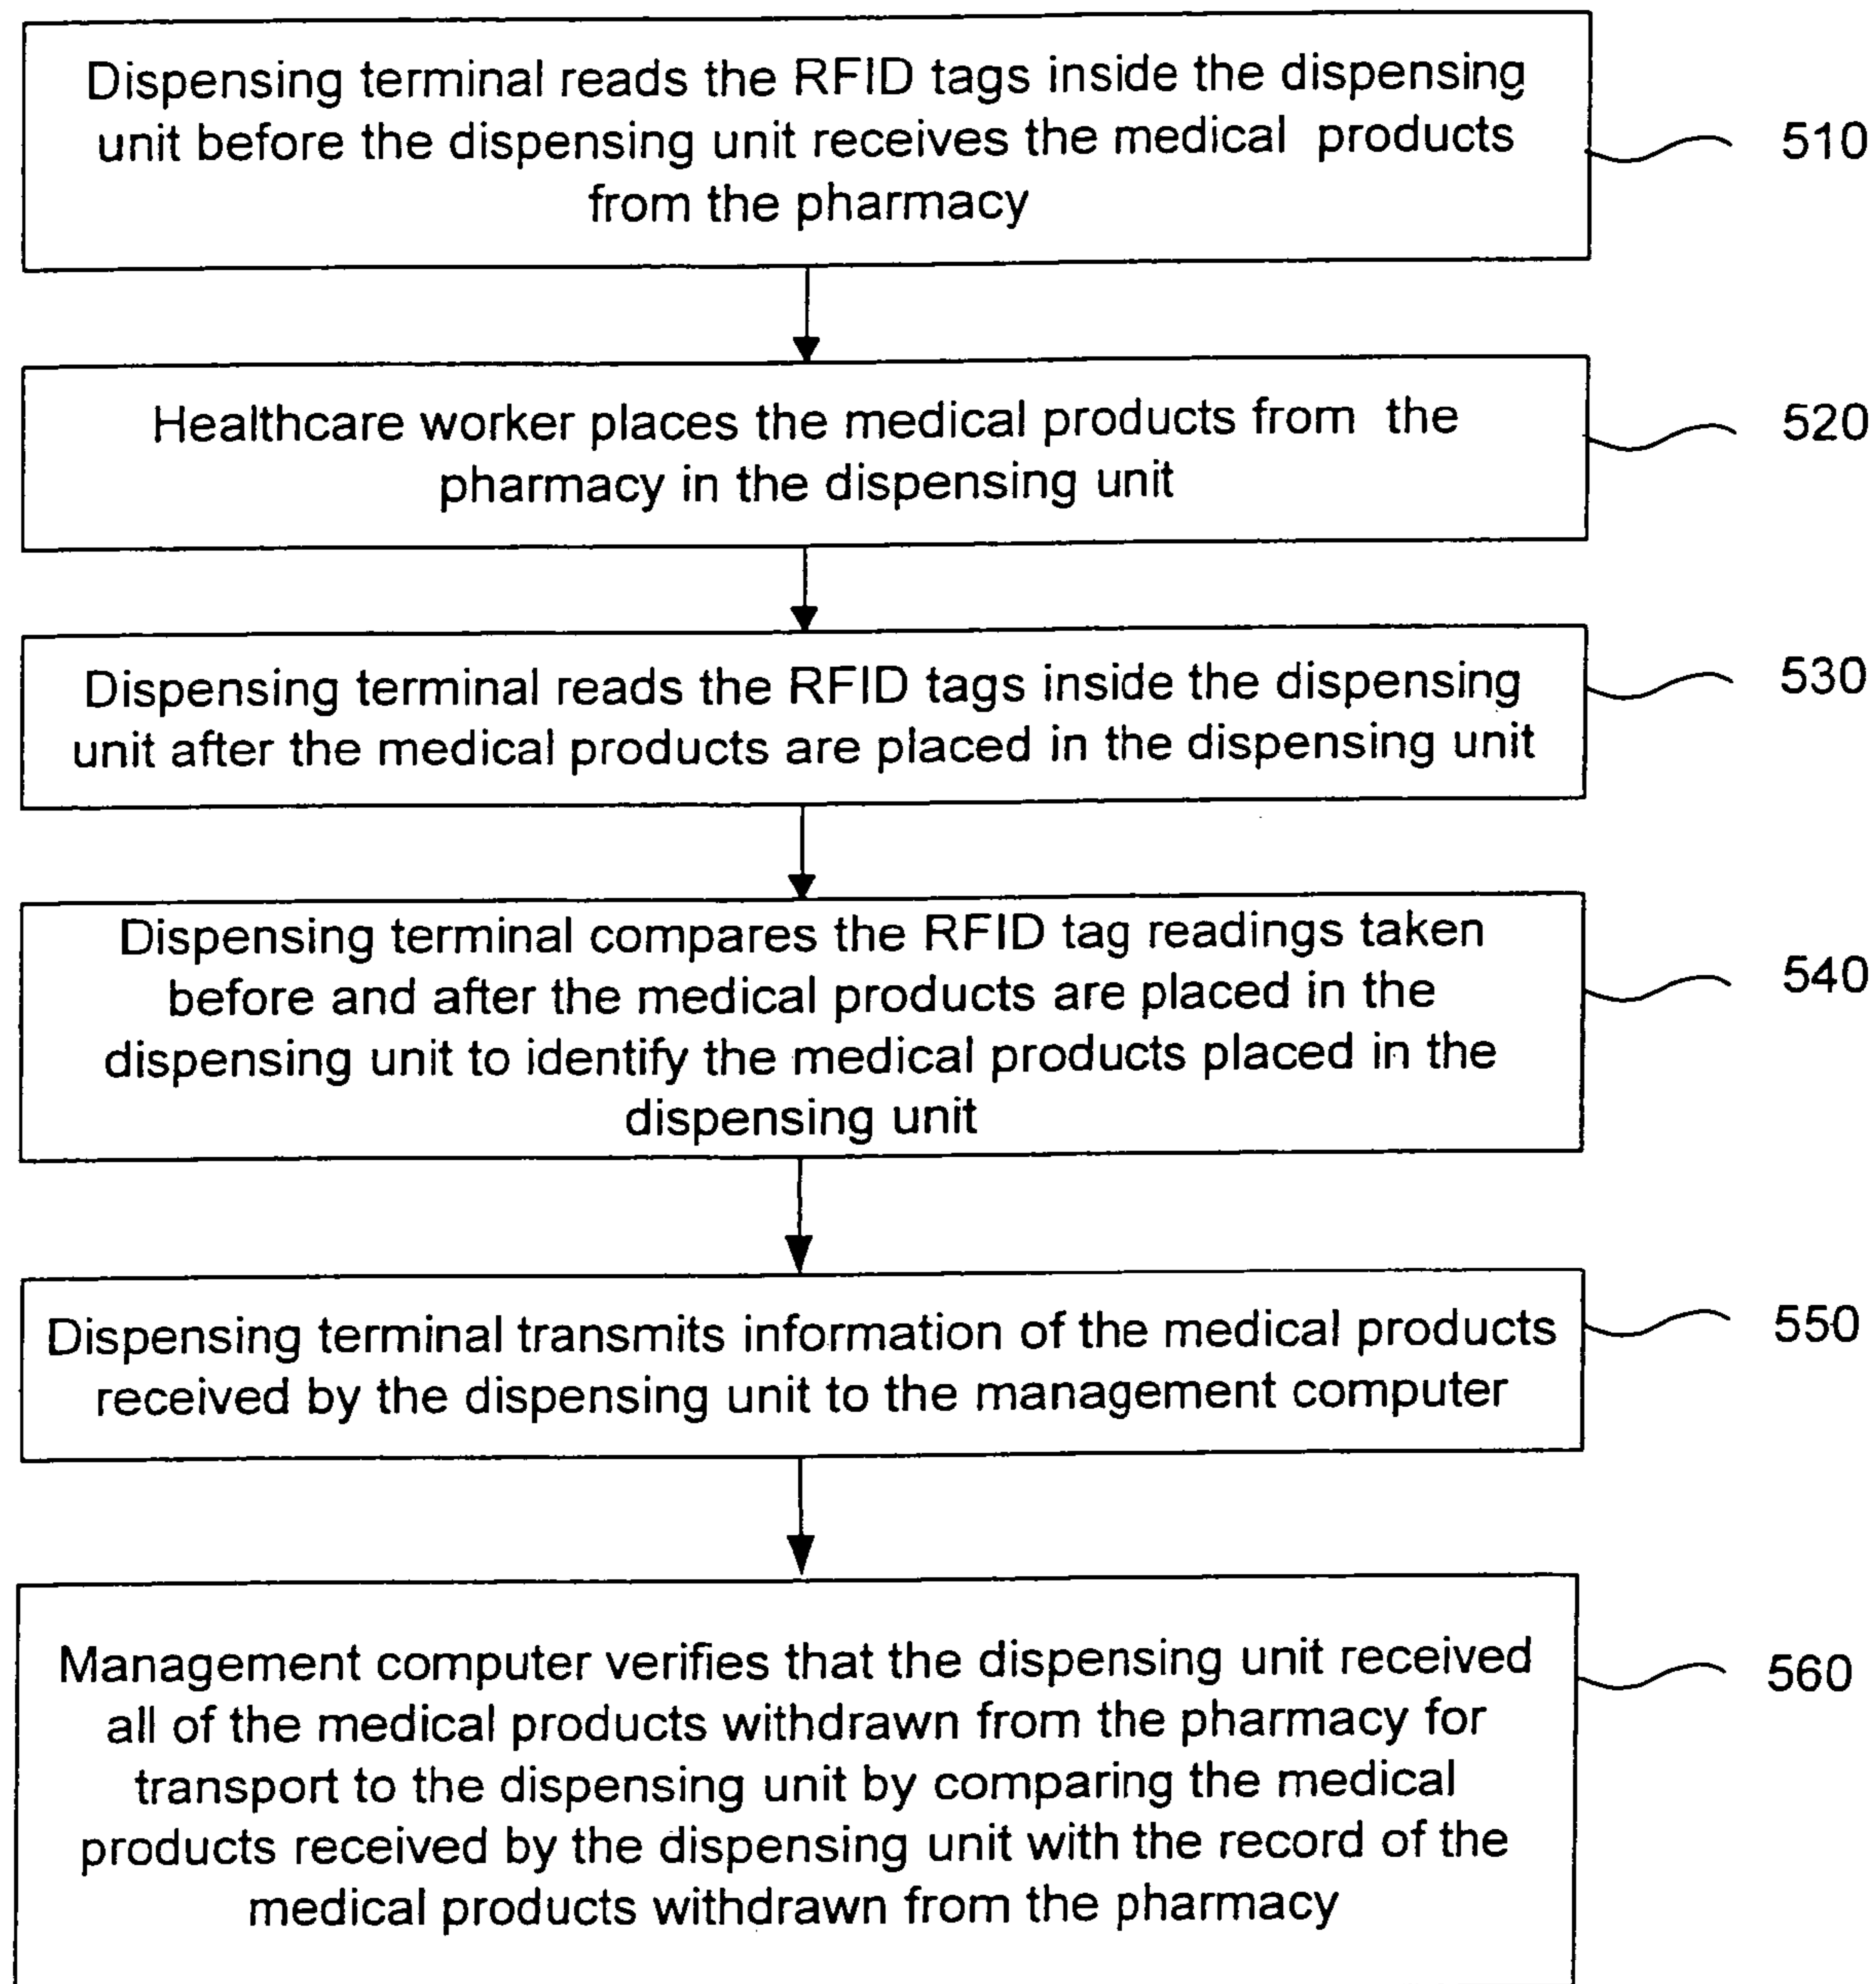 Dispensing terminal reads the RFID tags inside the dispensing
unit before the dispensing unit receives the medical products
from the pharmacy
510
Healthcare worker places the medical products from the
pharmacy in the dispensing unit
520
Dispensing terminal reads the RFID tags inside the dispensing
unit after the medical products are placed in the dispensing unit
530
Dispensing terminal compares the RFID tag readings taken
before and after the medical products are placed in the
dispensing unit to identify the medical products placed in the
dispensing unit
540
Dispensing terminal transmits information of the medical products
received by the dispensing unit to the management computer
550
Management computer verifies that the dispensing unit received
all of the medical products withdrawn from the pharmacy for
transport to the dispensing unit by comparing the medical
products received by the dispensing unit with the record of the
medical products withdrawn from the pharmacy
560